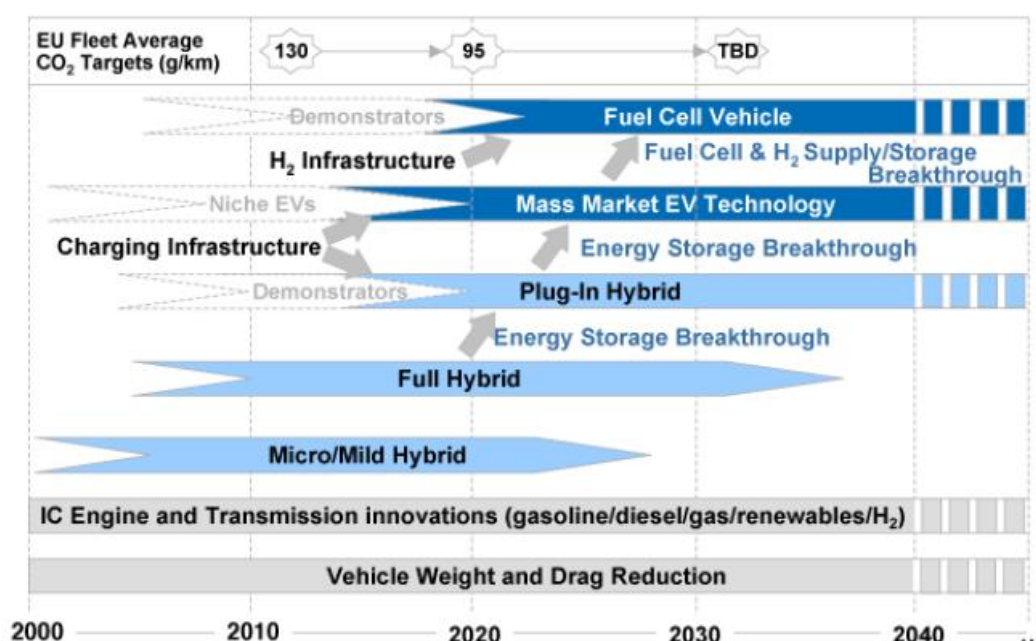 EU Fleet Average
CO₂ Targets (g/km)
130
95
TBD
Demonstrators
Fuel Cell Vehicle
H₂ Infrastructure
Fuel Cell & H₂ Supply/Storage
Breakthrough
Niche EVs
Mass Market EV Technology
Charging Infrastructure
Energy Storage Breakthrough
Demonstrators
Plug-In Hybrid
Energy Storage Breakthrough
Full Hybrid
Micro/Mild Hybrid
IC Engine and Transmission innovations (gasoline/diesel/gas/renewables/H₂)
Vehicle Weight and Drag Reduction
2000
2010
2020
2030
2040